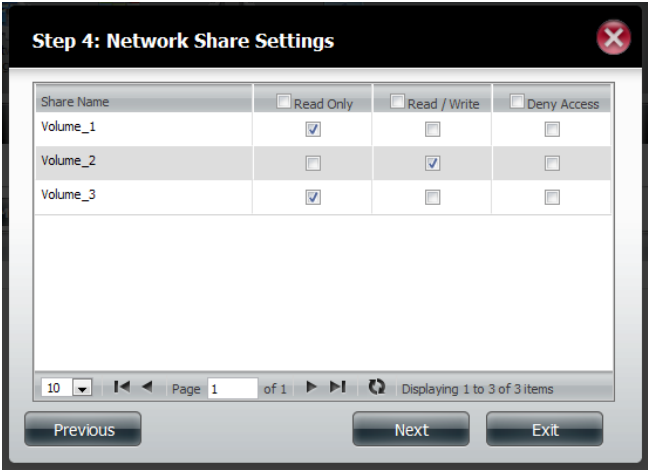 Step 4: Network Share Settings
Share Name Read Only Read / Write Deny Access
Volume_1
Volume_2
Volume_3
10 Page 1 of 1 Displaying 1 to 3 of 3 items
Previous Next Exit